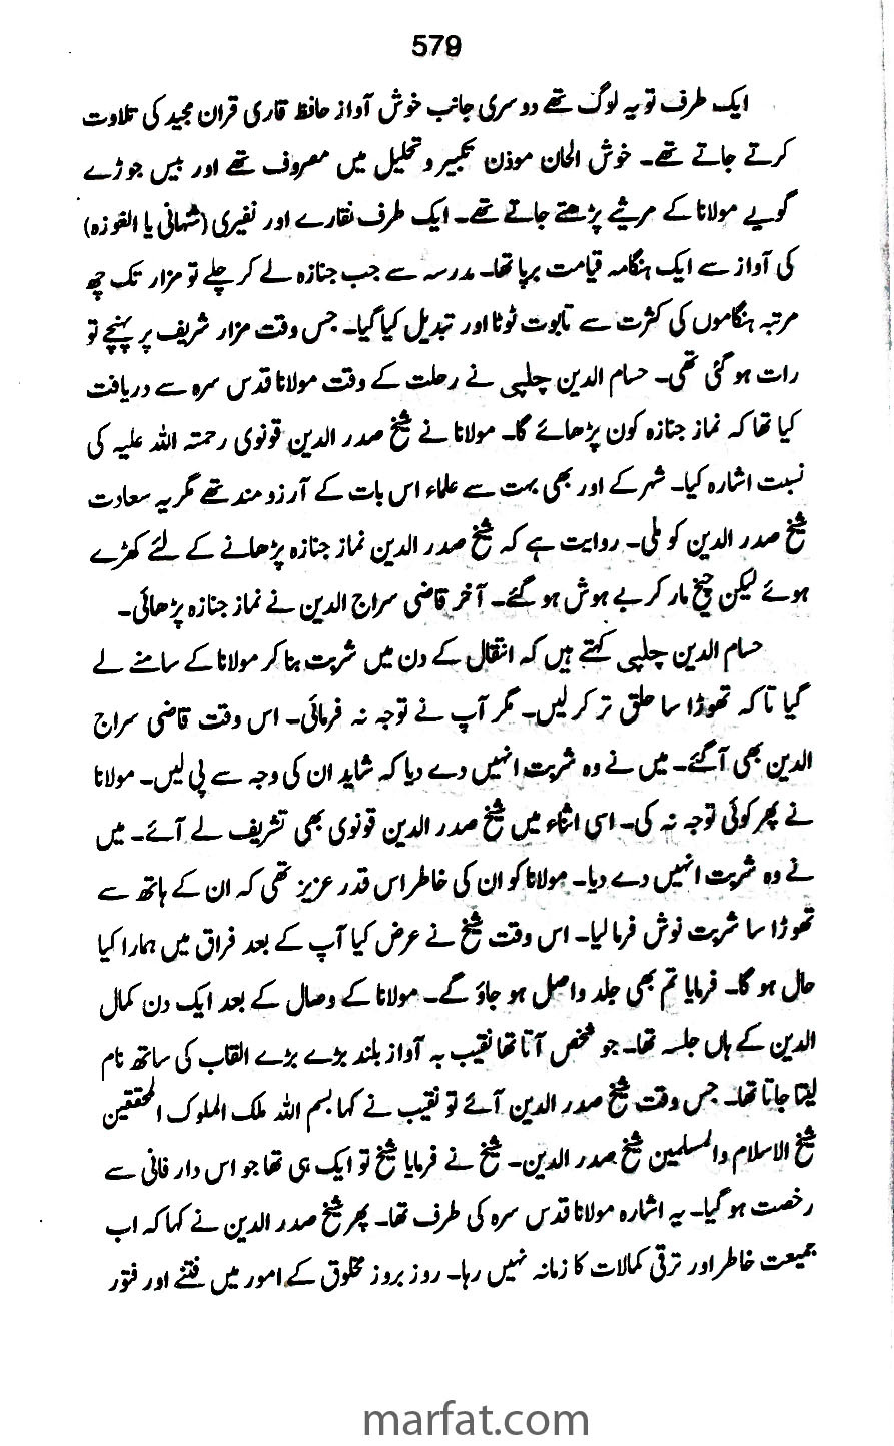 579
ایک طرف تو یہ لوگ تھے دوسری جانب خوش آواز حافظ قاری قران مجید کی تلاوت
کرتے جاتے تھے۔ خوش الحان موذن تکبیر و تحلیل میں معروف تھے اور بیس جوڑے
گویے مولانا کے مرثیے پڑھتے جاتے تھے۔ ایک طرف نقارے اور نفیری (شہنائی یا الغوزہ)
کی آواز سے ایک ہنگامہ قیامت برپا تھا۔ مدرسہ سے جب جنازہ لے کر چلے تو مزار تک چھ
مرتبہ ہنگاموں کی کثرت سے تابوت ٹوٹا اور تبدیل کیا گیا۔ جس وقت مزار شریف پر پہنچے تو
رات ہو گئی تھی۔ حسام الدین چلپی نے رحلت کے وقت مولانا قدس سرہ سے دریافت
کیا تھا کہ نماز جنازہ کون پڑھائے گا۔ مولانا نے شیخ صدر الدین قونوی رحمتہ اللہ علیہ کی
نسبت اشارہ کیا۔ شہر کے اور بھی بہت سے علماء اس بات کے آرزو مند تھے مگر یہ سعادت
شیخ صدر الدین کو ملی۔ روایت ہے کہ شیخ صدر الدین نماز جنازہ پڑھانے کے لئے کھڑے
ہوئے لیکن چیخ مار کر بے ہوش ہو گئے۔ آخر قاضی سراج الدین نے نماز جنازہ پڑھائی۔
حسام الدین چلپی کہتے ہیں کہ انتقال کے دن میں شربت بنا کر مولانا کے سامنے لے
گیا تا کہ تھوڑا سا حلق تر کر لیں۔ مگر آپ نے توجہ نہ فرمائی۔ اس وقت قاضی سراج
الدین بھی آ گئے۔ میں نے وہ شربت انہیں دے دیا کہ شاید ان کی وجہ سے پی لیں۔ مولانا
نے پھر کوئی توجہ نہ کی۔ اسی اثناء میں شیخ صدر الدین قونوی بھی تشریف لے آئے۔ میں
نے وہ شربت انہیں دے دیا۔ مولانا کو ان کی خاطر اس قدر عزیز تھی کہ ان کے ہاتھ سے
تھوڑا سا شربت نوش فرما لیا۔ اس وقت شیخ نے عرض کیا آپ کے بعد فراق میں ہمارا کیا
حال ہو گا۔ فرمایا تم بھی جلد واصل ہو جاؤ گے۔ مولانا کے وصال کے بعد ایک دن کمال
الدین کے ہاں جلسہ تھا۔ جو شخص آتا تھا نقیب بہ آواز بلند بڑے بڑے القاب کی ساتھ نام
لیتا جاتا تھا۔ جس وقت شیخ صدر الدین آئے تو نقیب نے کہا بسم اللہ ملک الملوک المحققین
شیخ الاسلام والمسلمین شیخ صدر الدین۔ شیخ نے فرمایا شیخ تو ایک ہی تھا جو اس دار فانی سے
رخصت ہو گیا۔ یہ اشارہ مولانا قدس سرہ کی طرف تھا۔ پھر شیخ صدر الدین نے کہا کہ اب
جمیعت خاطر اور ترقی کمالات کا زمانہ نہیں رہا۔ روز بروز مخلوق کے امور میں فتنے اور فتور
marfat.com